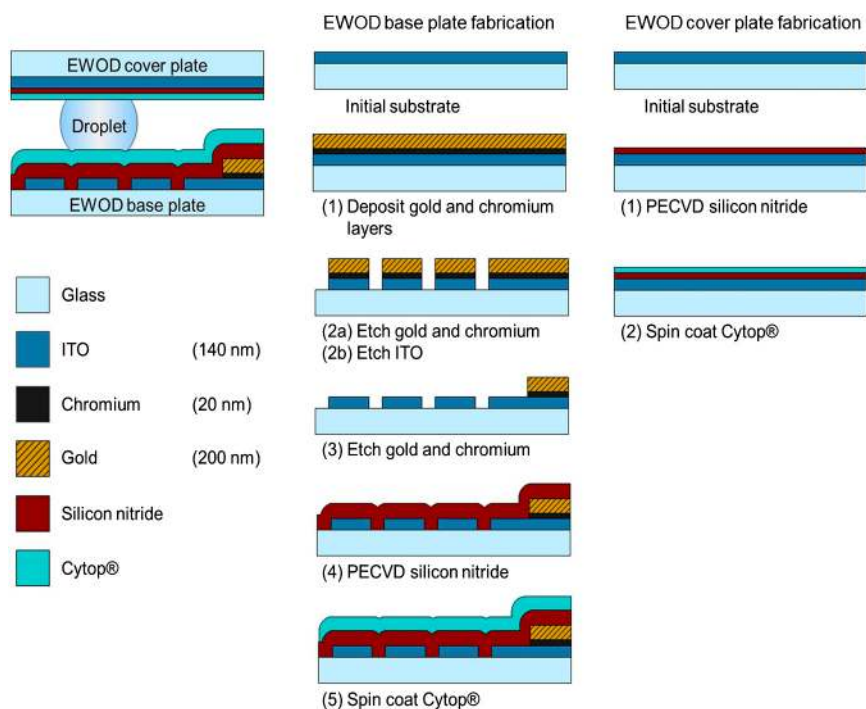 EWOD base plate fabrication
EWOD cover plate fabrication
EWOD cover plate
Droplet
EWOD base plate
Glass
ITO (140 nm)
Chromium (20 nm)
Gold (200 nm)
Silicon nitride
Cytop®
Initial substrate
(1) Deposit gold and chromium
layers
(2a) Etch gold and chromium
(2b) Etch ITO
(3) Etch gold and chromium
(4) PECVD silicon nitride
(5) Spin coat Cytop®
Initial substrate
(1) PECVD silicon nitride
(2) Spin coat Cytop®